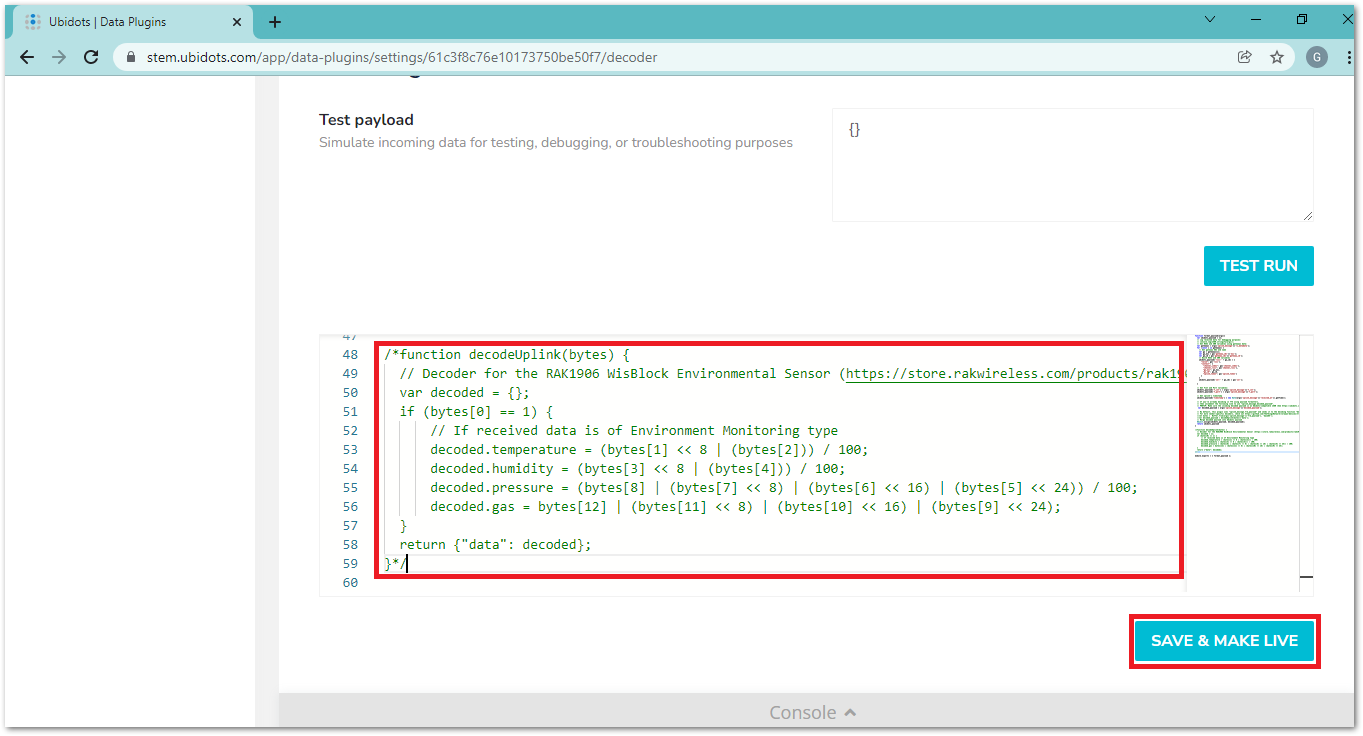 Ubidots | Data Plugins
stem.ubidots.com/app/data-plugins/settings/61c3f8c76e10173750be50f7/decoder
G
Test payload
Simulate incoming data for testing, debugging, or troubleshooting purposes
{}
TEST RUN
47
48 /*function decodeUplink(bytes) {
49 // Decoder for the RAK1906 WisBlock Environmental Sensor (https://store.rakwireless.com/products/rak190
50 var decoded = {};
51 if (bytes[0] == 1) {
52 // If received data is of Environment Monitoring type
53 decoded.temperature = (bytes[1] << 8 | (bytes[2])) / 100;
54 decoded.humidity = (bytes[3] << 8 | (bytes[4])) / 100;
55 decoded.pressure = (bytes[8] | (bytes[7] << 8) | (bytes[6] << 16) | (bytes[5] << 24)) / 100;
56 decoded.gas = bytes[12] | (bytes[11] << 8) | (bytes[10] << 16) | (bytes[9] << 24);
57 }
58 return {"data": decoded};
59 }*/
60
SAVE & MAKE LIVE
Console